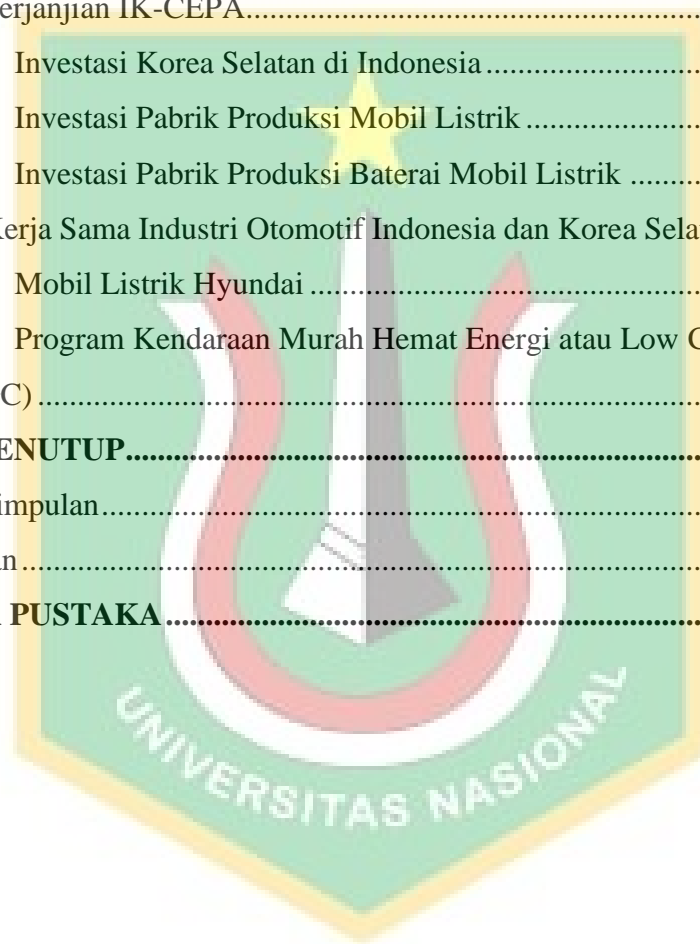 erjanjian IK-CEPA..............................................................
Investasi Korea Selatan di Indonesia..............................
Investasi Pabrik Produksi Mobil Listrik.........................
Investasi Pabrik Produksi Baterai Mobil Listrik ..........
Kerja Sama Industri Otomotif Indonesia dan Korea Sela
Mobil Listrik Hyundai.......................................................
Program Kendaraan Murah Hemat Energi atau Low C
C)..............................................................................................
ENUTUP................................................................................
impulan...................................................................................
an................................................................................................
PUSTAKA..........................................................................
UNIVERSITAS NASIONAL